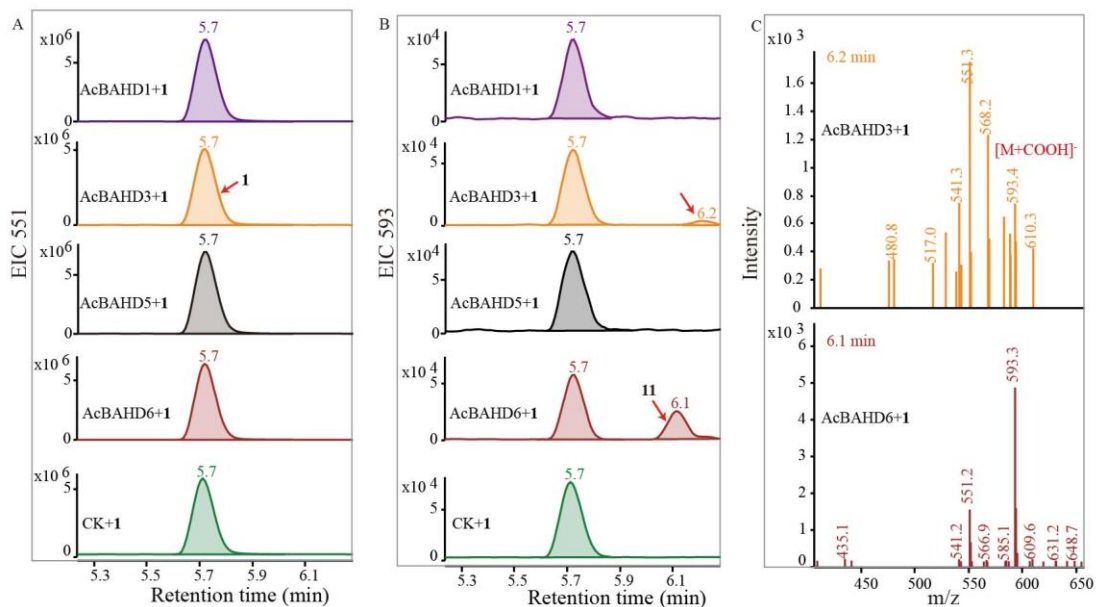 A
x10⁶
5.7
5
0
AcBAHD1+1
x10⁶
5.7
5
0
AcBAHD3+1
1
x10⁶
5.7
5
0
AcBAHD5+1
x10⁶
5.7
5
0
AcBAHD6+1
x10⁶
5.7
5
0
CK+1
EIC 551
5.3 5.7 5.7 6.1
Retention time (min)
B
x10⁴
5.7
5
0
AcBAHD1+1
x10⁴
5.7
5
0
AcBAHD3+1
6.2
x10⁴
5.7
5
0
AcBAHD5+1
x10⁴
5.7
5
0
AcBAHD6+1
11
6.1
x10⁴
5.7
5
0
CK+1
EIC 593
5.3 5.7 5.7 6.1
Retention time (min)
C
x10³
6.2 min
AcBAHD3+1
[M+COOH]⁻
1.6
1.4
1.2
1
0.8
0.6
0.4
0.2
0
480.8
517.0
541.3
551.3
568.2
593.4
610.3
Intensity
x10³
6.1 min
AcBAHD6+1
6
5
4
3
2
1
0
435.1
541.2
551.2
566.9
585.1
593.3
609.6
631.2
648.7
450 500 550 600 650
m/z